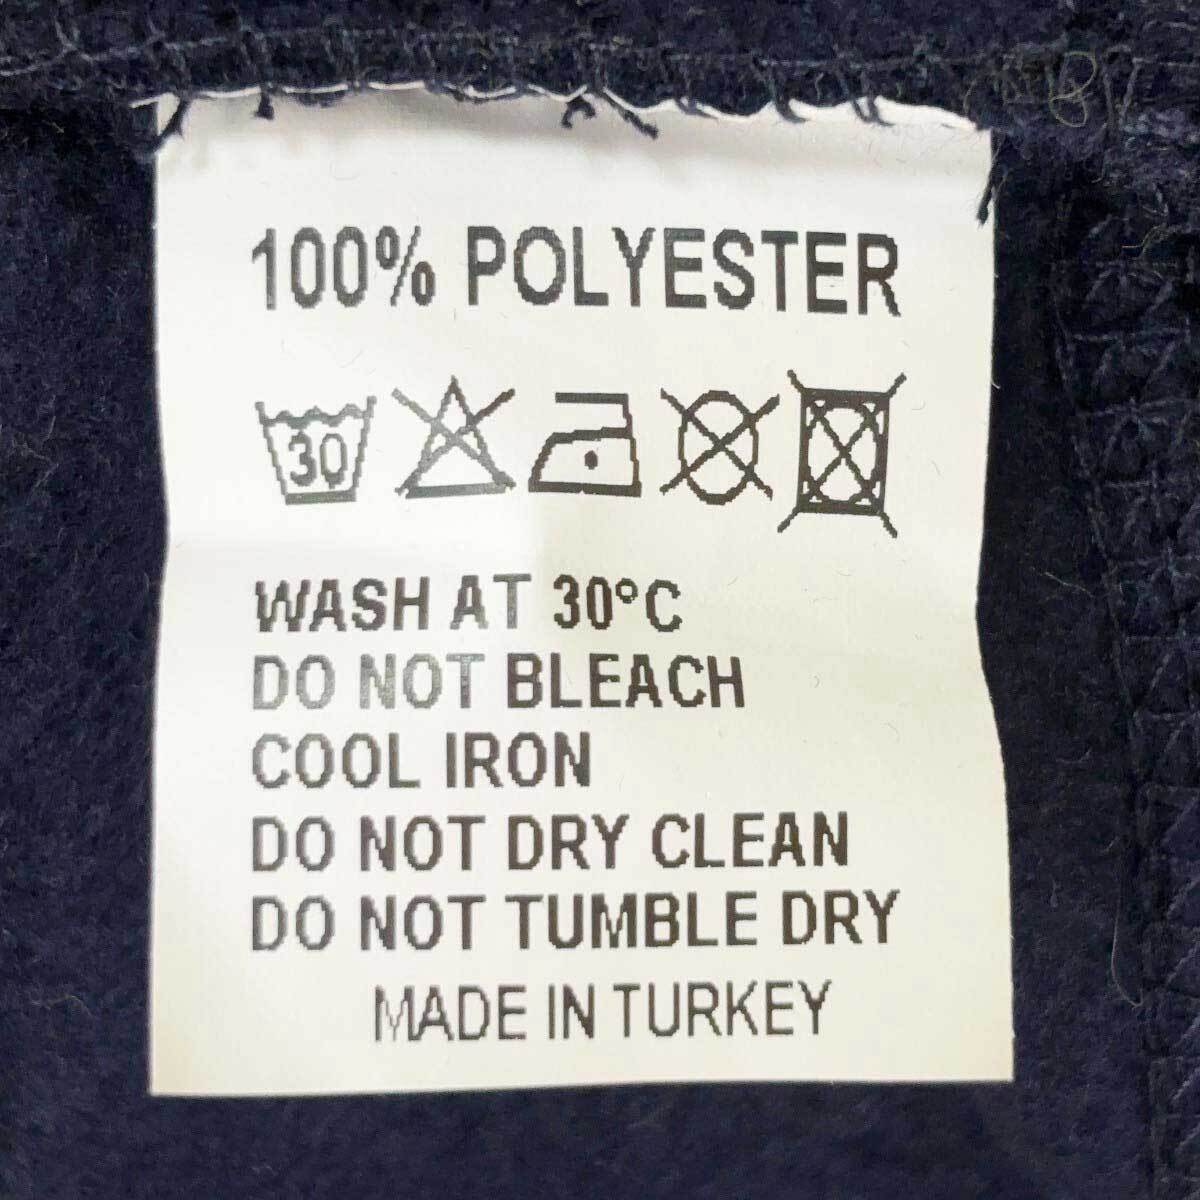 100% POLYESTER
30
WASH AT 30°C
DO NOT BLEACH
COOL IRON
DO NOT DRY CLEAN
DO NOT TUMBLE DRY
MADE IN TURKEY